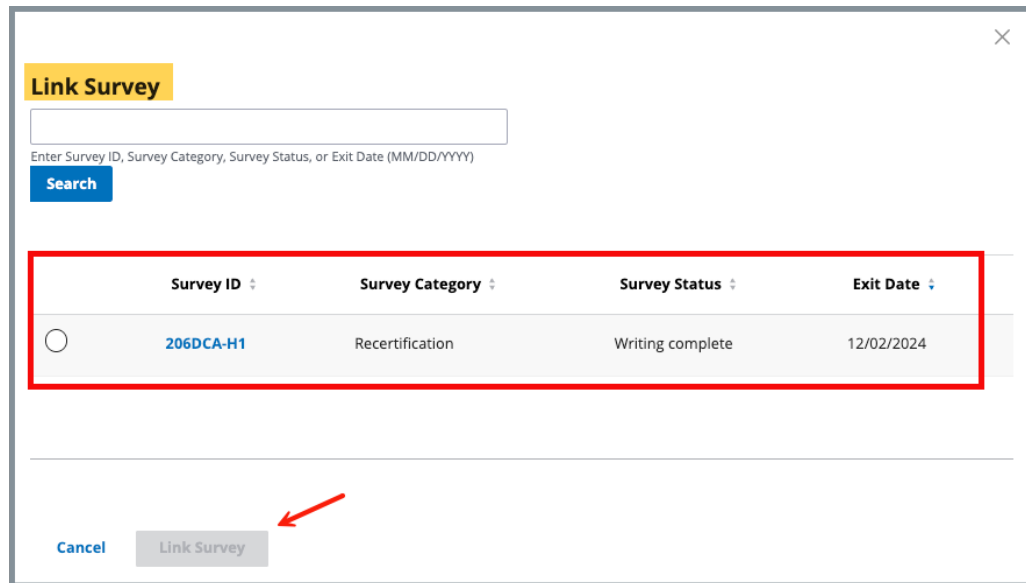 Link Survey
Enter Survey ID, Survey Category, Survey Status, or Exit Date (MM/DD/YYYY)
Search
Survey ID Survey Category Survey Status Exit Date
206DCA-H1 Recertification Writing complete 12/02/2024
Cancel Link Survey